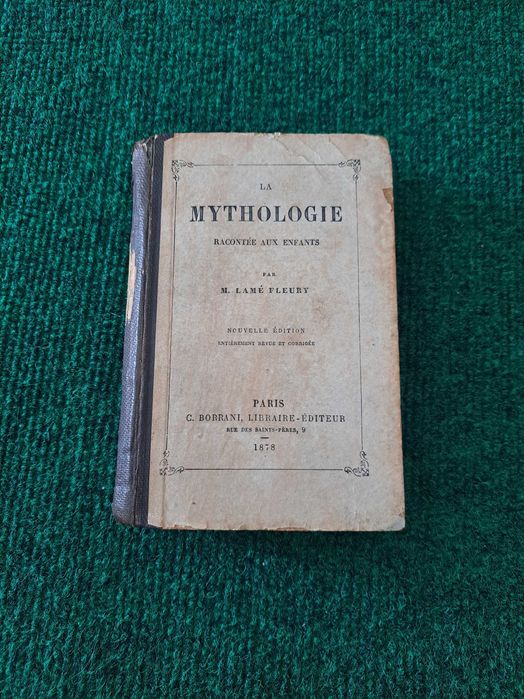 LA
MYTHOLOGIE
RACONTÉE AUX ENFANTS
PAR
M. LAMÉ FLEURY
NOUVELLE ÉDITION
ENTIÈREMENT REVUE ET CORRIGÉE
PARIS
C. BORRANI, LIBRAIRE-ÉDITEUR
RUE DES SAINTS-PÈRES, 9
1878